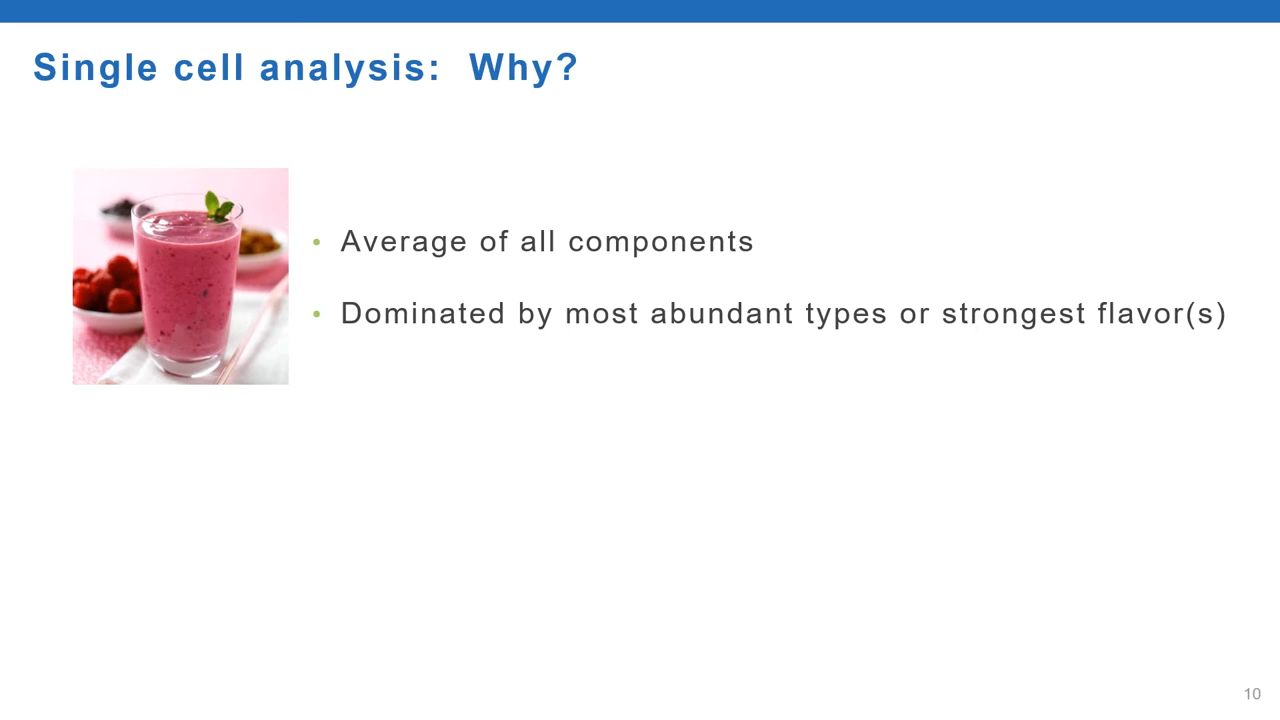 Single cell analysis:  Why?
• Average of all components
• Dominated by most abundant types or strongest flavor(s)
10